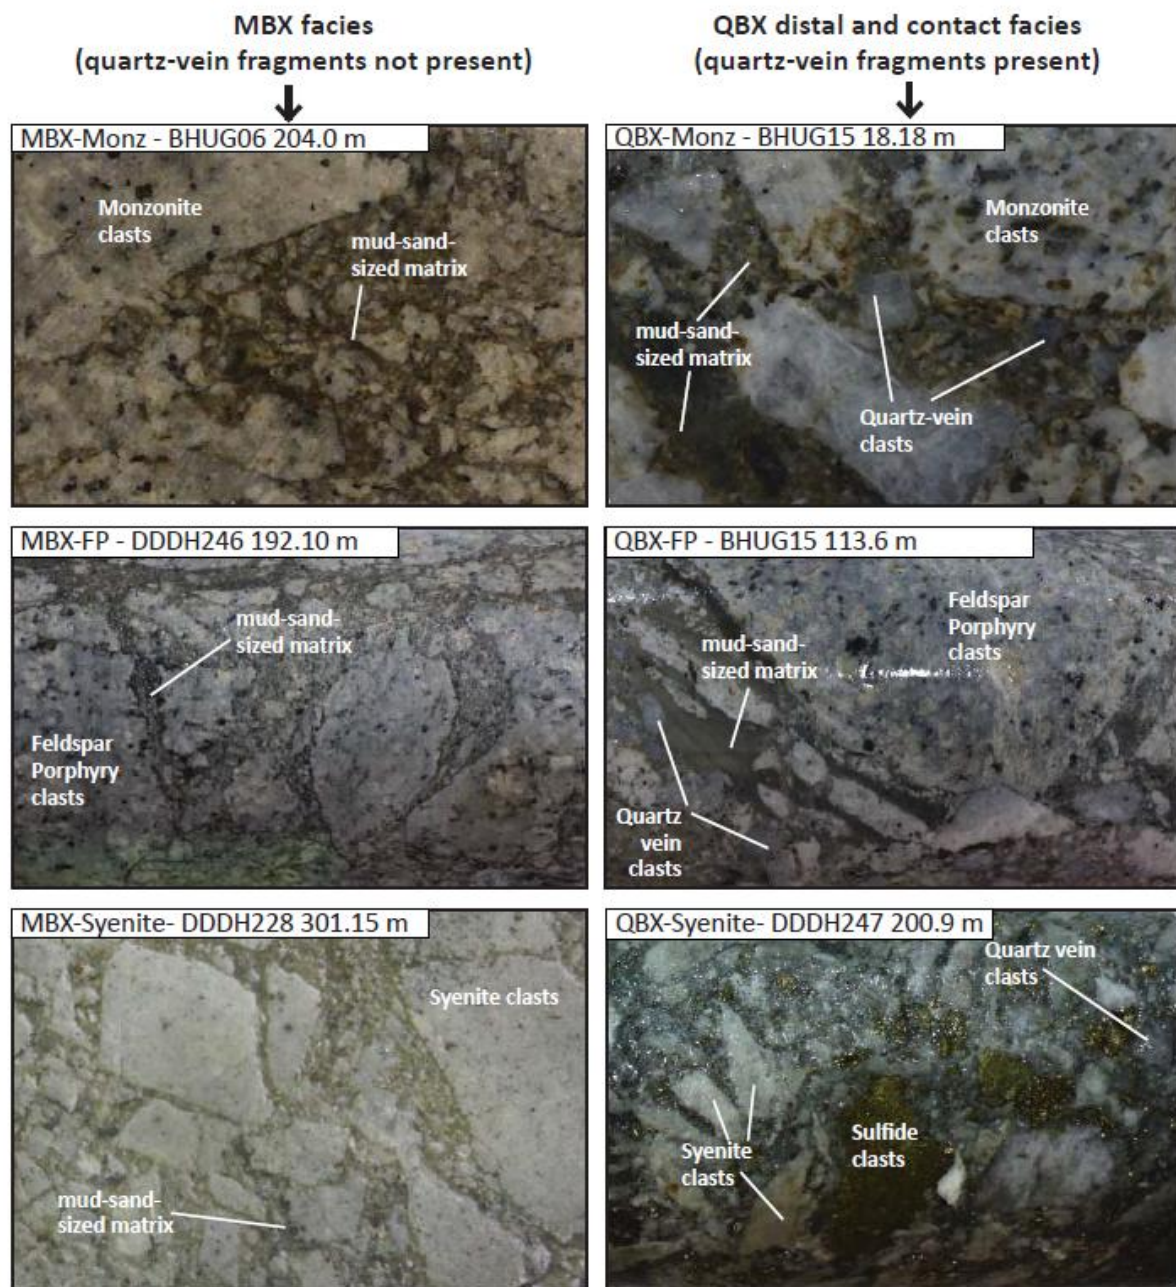 MBX facies
(quartz-vein fragments not present)
QBX distal and contact facies
(quartz-vein fragments present)
MBX-Monz - BHUG06 204.0 m
Monzonite
clasts
mud-sand-
sized matrix
QBX-Monz - BHUG15 18.18 m
Monzonite
clasts
mud-sand-
sized matrix
Quartz-vein
clasts
MBX-FP - DDDH246 192.10 m
mud-sand-
sized matrix
Feldspar
Porphyry
clasts
QBX-FP - BHUG15 113.6 m
Feldspar
Porphyry
clasts
mud-sand-
sized matrix
Quartz
vein
clasts
MBX-Syenite- DDDH228 301.15 m
Syenite clasts
mud-sand-
sized matrix
QBX-Syenite- DDDH247 200.9 m
Quartz vein
clasts
Syenite
clasts
Sulfide
clasts